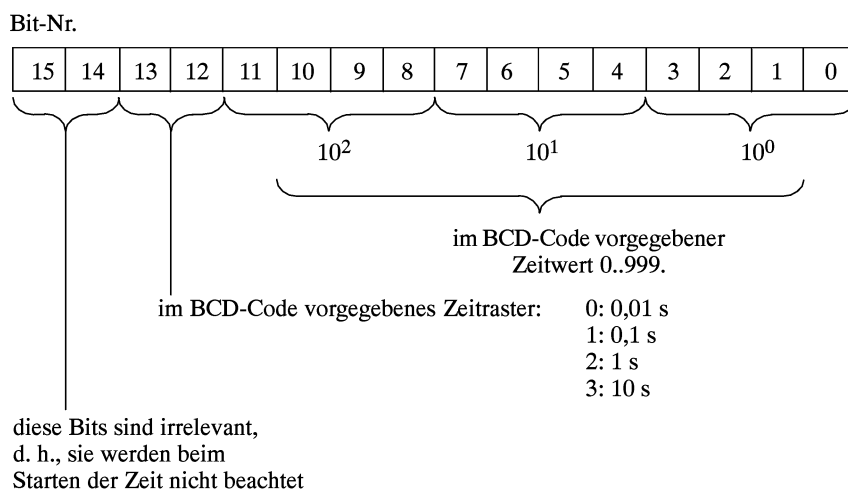 Bit-Nr.
15 14 13 12 11 10 9 8 7 6 5 4 3 2 1 0
10² 10¹ 10⁰
im BCD-Code vorgegebener
Zeitwert 0..999.
im BCD-Code vorgegebenes Zeitraster: 0: 0,01 s
1: 0,1 s
2: 1 s
3: 10 s
diese Bits sind irrelevant,
d. h., sie werden beim
Starten der Zeit nicht beachtet